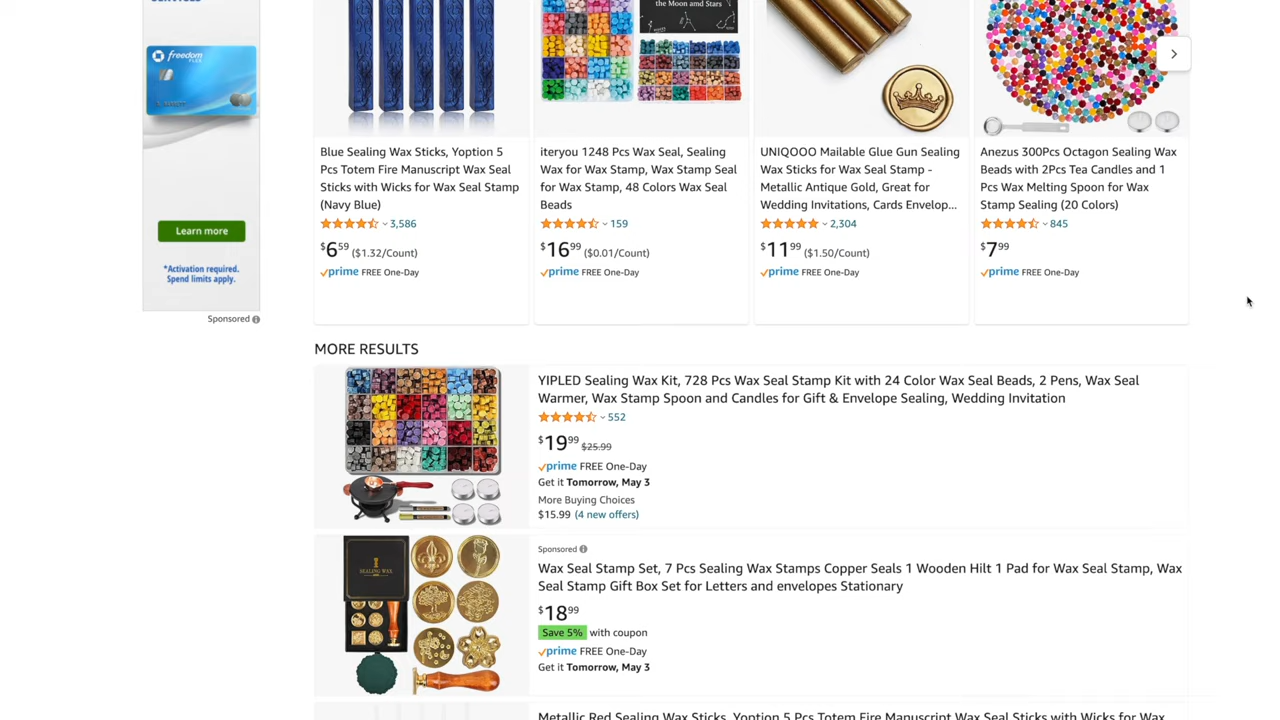 freedom
FLEX
Learn more
*Activation required.
Spend limits apply.
Sponsored
the Moon and Stars
Blue Sealing Wax Sticks, Yoption 5
Pcs Totem Fire Manuscript Wax Seal
Sticks with Wicks for Wax Seal Stamp
(Navy Blue)
3,586
$6 59 ($1.32/Count)
prime FREE One-Day
iteryou 1248 Pcs Wax Seal, Sealing
Wax for Wax Stamp, Wax Stamp Seal
for Wax Stamp, 48 Colors Wax Seal
Beads
159
$16 99 ($0.01/Count)
prime FREE One-Day
UNIQOOO Mailable Glue Gun Sealing
Wax Sticks for Wax Seal Stamp -
Metallic Antique Gold, Great for
Wedding Invitations, Cards Envelop...
2,304
$11 99 ($1.50/Count)
prime FREE One-Day
Anezus 300Pcs Octagon Sealing Wax
Beads with 2Pcs Tea Candles and 1
Pcs Wax Melting Spoon for Wax
Stamp Sealing (20 Colors)
845
$7 99
prime FREE One-Day
MORE RESULTS
YIPLED Sealing Wax Kit, 728 Pcs Wax Seal Stamp Kit with 24 Color Wax Seal Beads, 2 Pens, Wax Seal
Warmer, Wax Stamp Spoon and Candles for Gift & Envelope Sealing, Wedding Invitation
552
$19 99 $25.99
prime FREE One-Day
Get it Tomorrow, May 3
More Buying Choices
$15.99 (4 new offers)
SEALING WAX
Sponsored
Wax Seal Stamp Set, 7 Pcs Sealing Wax Stamps Copper Seals 1 Wooden Hilt 1 Pad for Wax Seal Stamp, Wax
Seal Stamp Gift Box Set for Letters and envelopes Stationary
$18 99
Save 5% with coupon
prime FREE One-Day
Get it Tomorrow, May 3
Metallic Red Sealing Wax Sticks, Yoption 5 Pcs Totem Fire Manuscript Wax Seal Sticks with Wicks for Wax